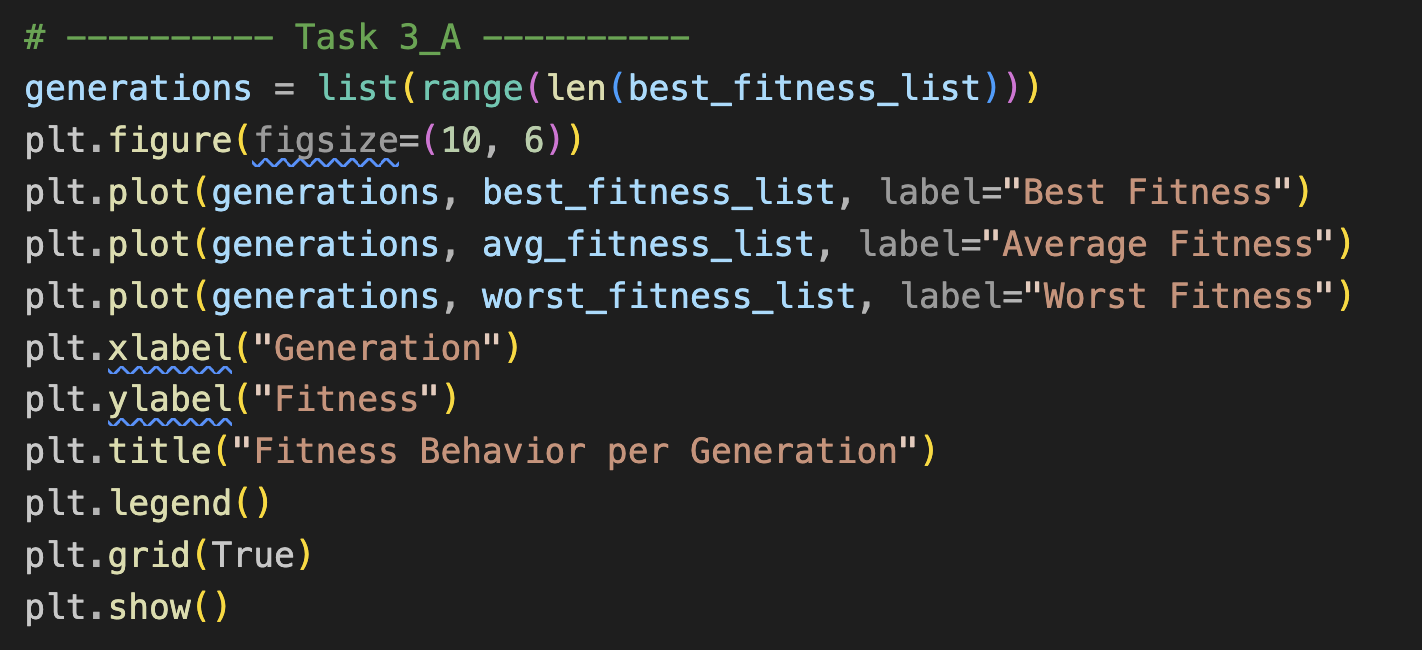 # —————————— Task 3_A ——————————
generations = list(range(len(best_fitness_list)))
plt.figure(figsize=(10, 6))
plt.plot(generations, best_fitness_list, label="Best Fitness")
plt.plot(generations, avg_fitness_list, label="Average Fitness")
plt.plot(generations, worst_fitness_list, label="Worst Fitness")
plt.xlabel("Generation")
plt.ylabel("Fitness")
plt.title("Fitness Behavior per Generation")
plt.legend()
plt.grid(True)
plt.show()